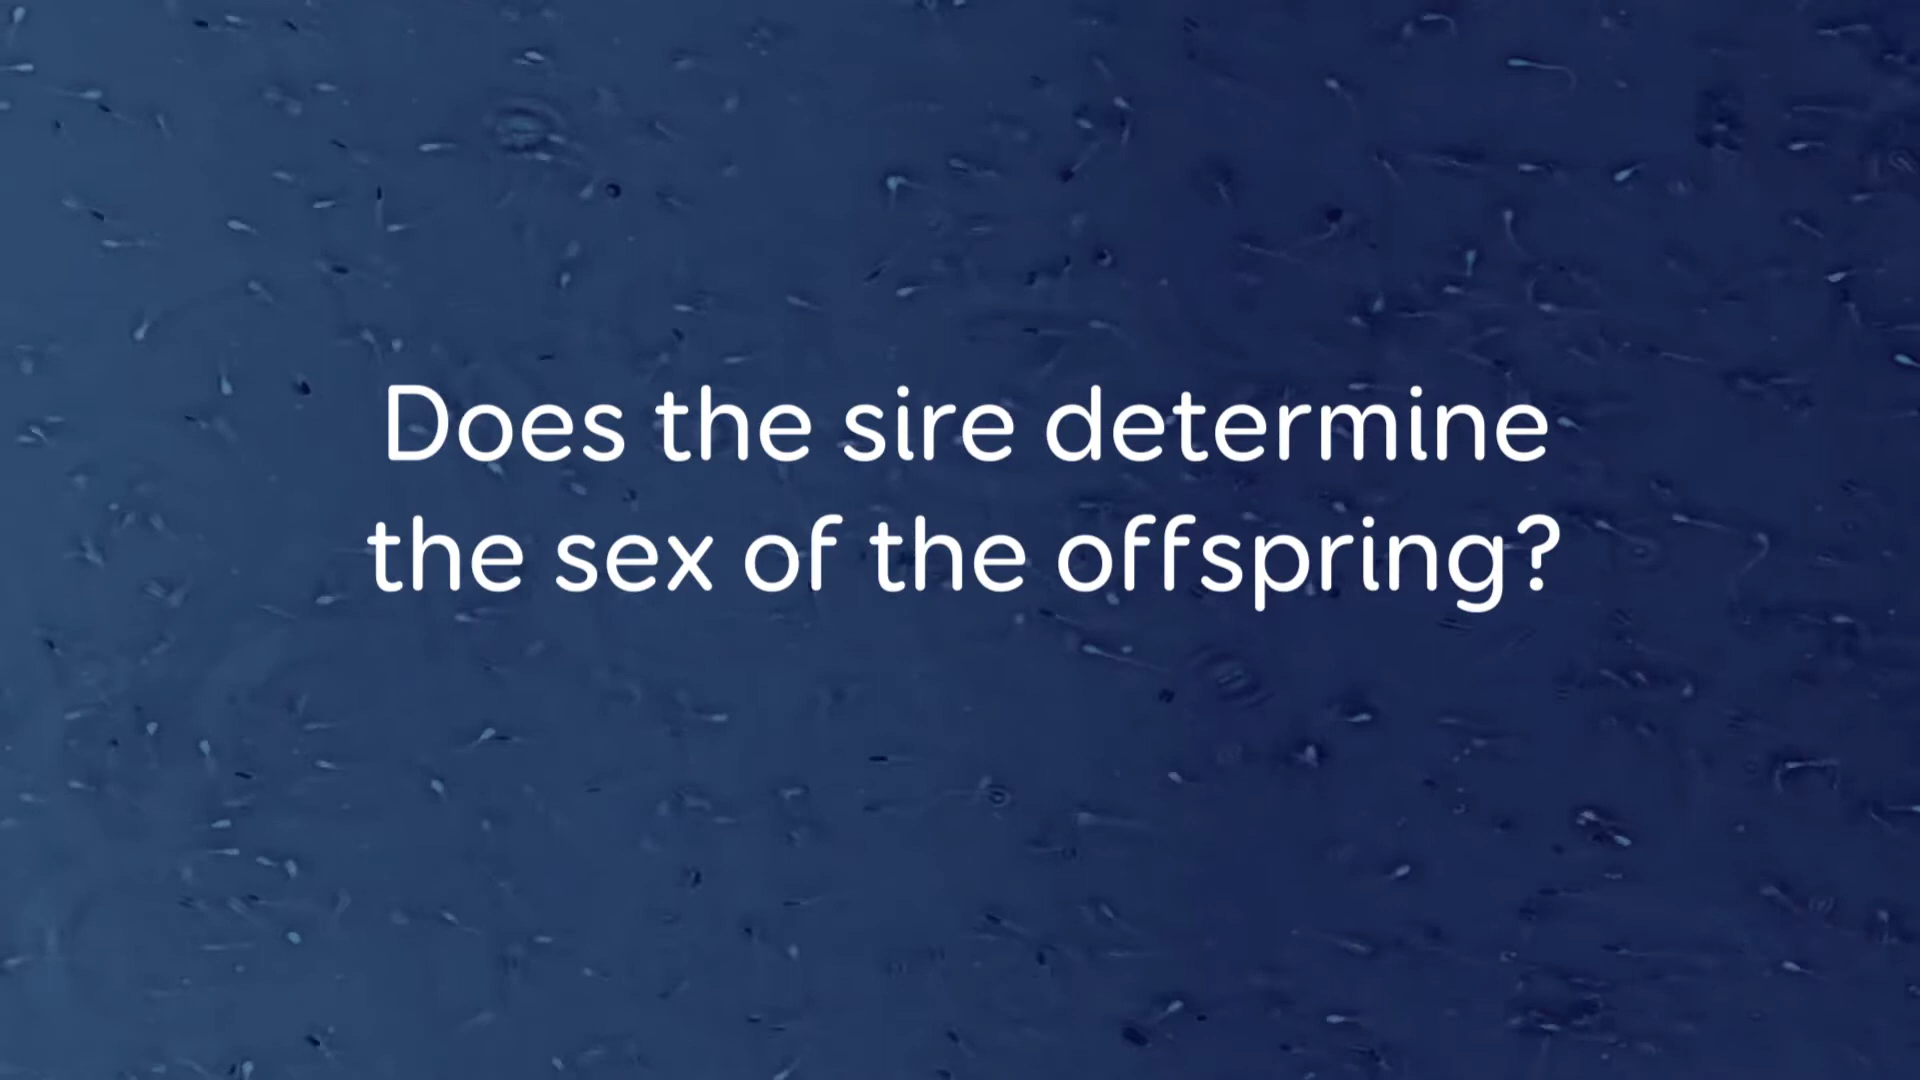 Does the sire determine
the sex of the offspring?